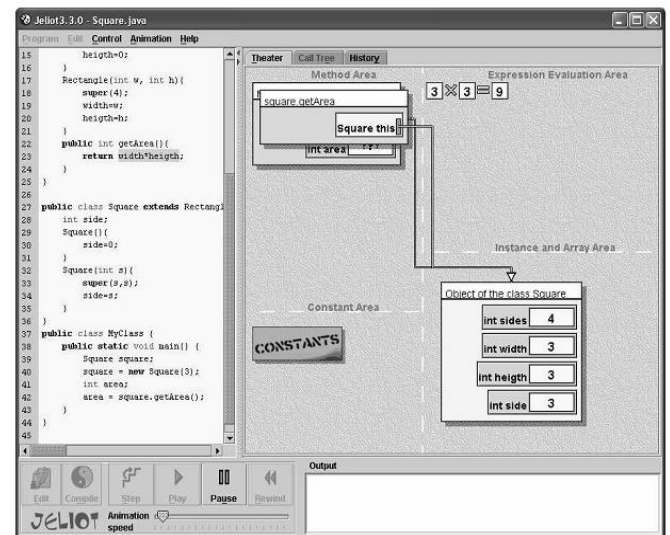 Jeliot3.3.0 - Square.java
Program Edit Control Animation Help
15 heigth=0;
16 }
17 Rectangle(int w, int h){
18 super(4);
19 width=w;
20 heigth=h;
21 }
22 public int getArea(){
23 return width*heigth;
24 }
25 }
26
27 public class Square extends Rectangl
28 int side;
29 Square(){
30 side=0;
31 }
32 Square(int s){
33 super(s,s);
34 side=s;
35 }
36 }
37 public class MyClass {
38 public static void main() {
39 Square square;
40 square = new Square(3);
41 int area;
42 area = square.getArea();
43 }
44 }
45
Theater Call Tree History
Method Area
Expression Evaluation Area
square.getArea
Square this
int area
3 × 3 = 9
Instance and Array Area
Object of the class Square
int sides 4
int width 3
int heigth 3
int side 3
Constant Area
CONSTANTS
Edit Compile Step Play Pause Rewind
JELIOT Animation speed
Output